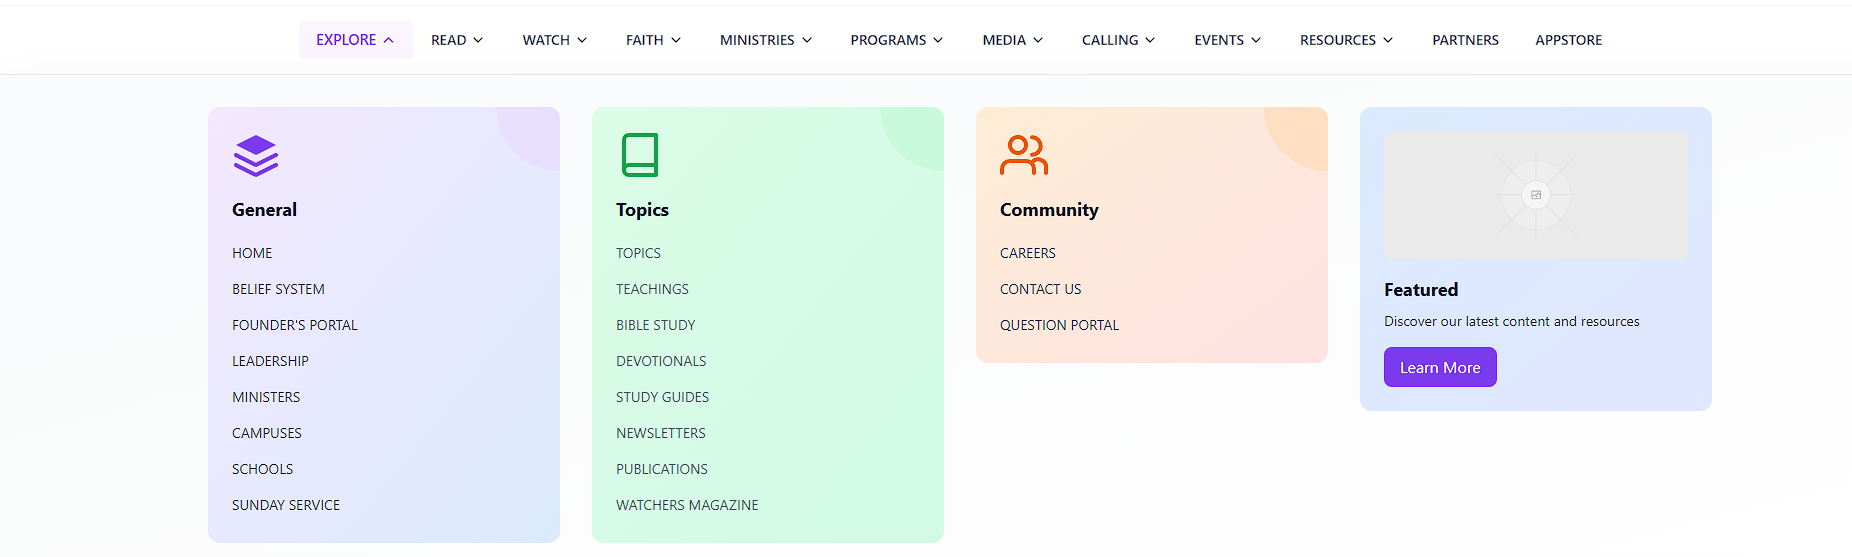 EXPLORE READ WATCH FAITH MINISTRIES PROGRAMS MEDIA CALLING EVENTS RESOURCES PARTNERS APPSTORE
General
HOME
BELIEF SYSTEM
FOUNDER'S PORTAL
LEADERSHIP
MINISTERS
CAMPUSES
SCHOOLS
SUNDAY SERVICE
Topics
TOPICS
TEACHINGS
BIBLE STUDY
DEVOTIONALS
STUDY GUIDES
NEWSLETTERS
PUBLICATIONS
WATCHERS MAGAZINE
Community
CAREERS
CONTACT US
QUESTION PORTAL
Featured
Discover our latest content and resources
Learn More